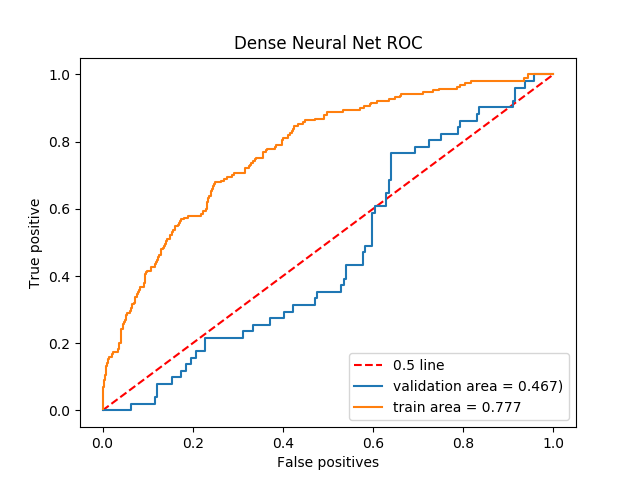 Dense Neural Net ROC
True positive
1.0
0.8
0.6
0.4
0.2
0.0
0.5 line
validation area = 0.467)
train area = 0.777
0.0 0.2 0.4 0.6 0.8 1.0
False positives